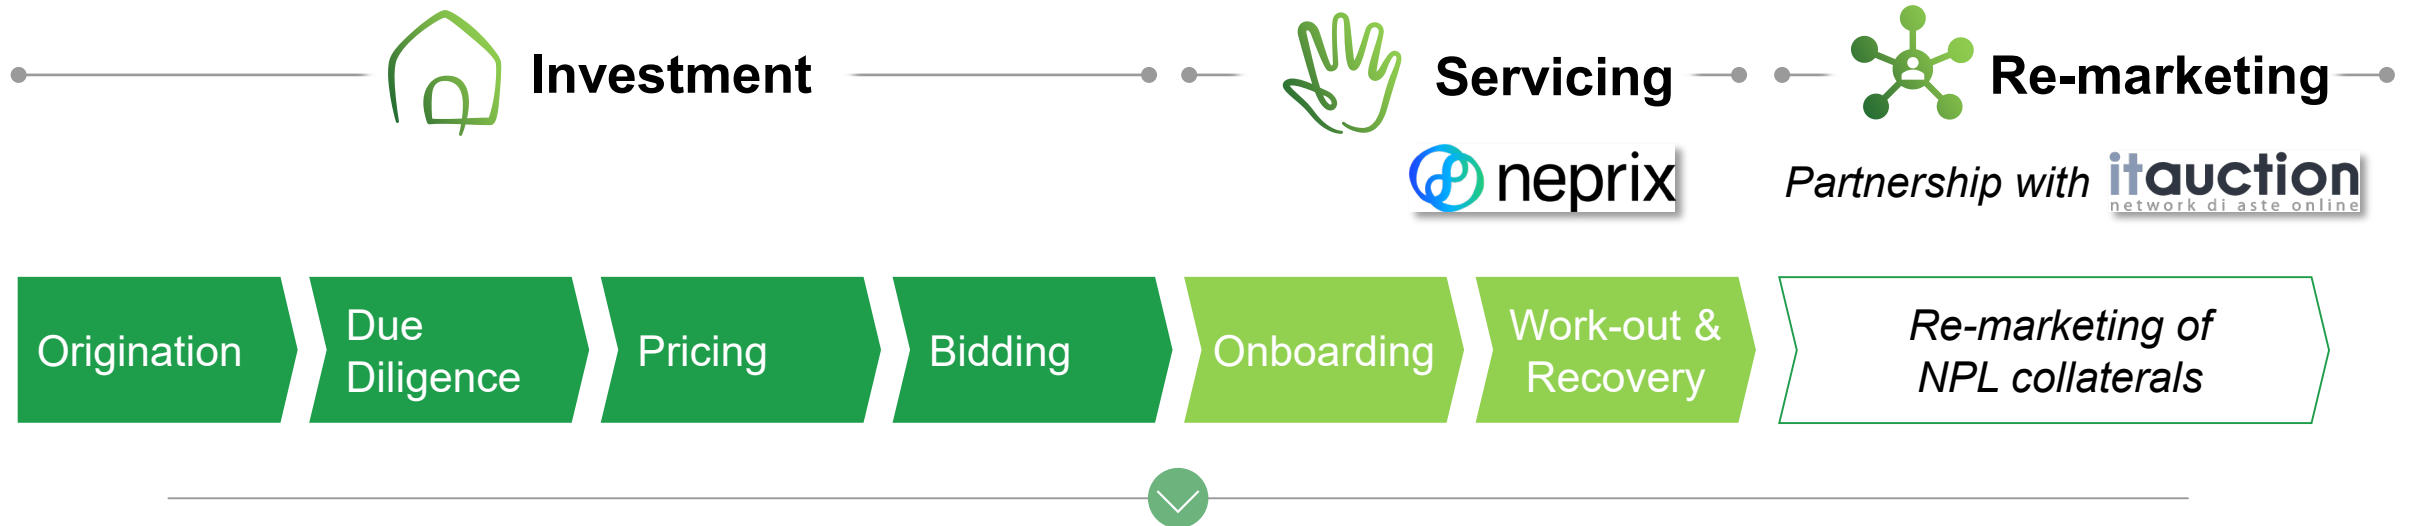 Investment
Servicing
Re-marketing
neprix
Partnership with itauction
network di aste online
Origination
Due
Diligence
Pricing
Bidding
Onboarding
Work-out &
Recovery
Re-marketing of
NPL collaterals